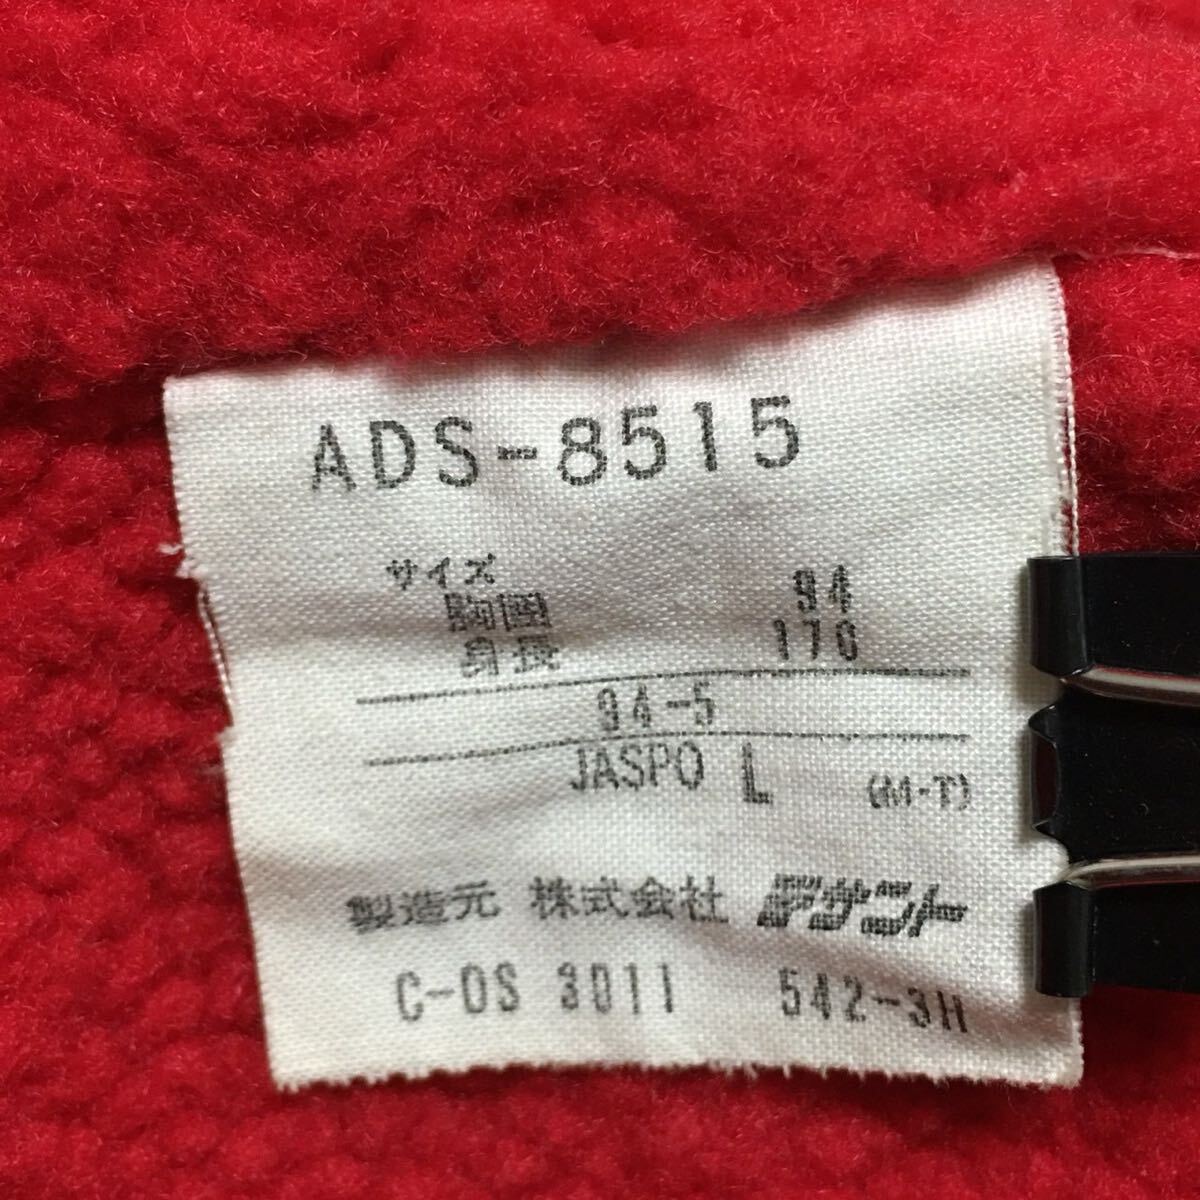 ADS-8515
サイズ
胸囲 94
身長 170
94-5
JASPO L (M-T)
製造元 株式会社 デサント
C-OS 3011 542-3H